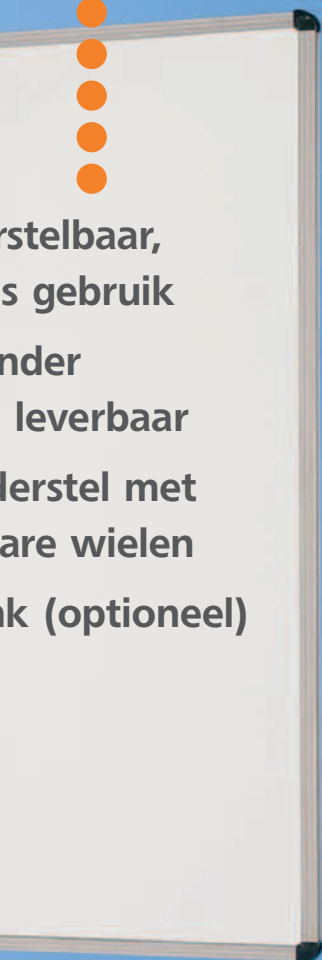 rstelbaar,
s gebruik
nder
leverbaar
derstel met
are wielen
nk (optioneel)